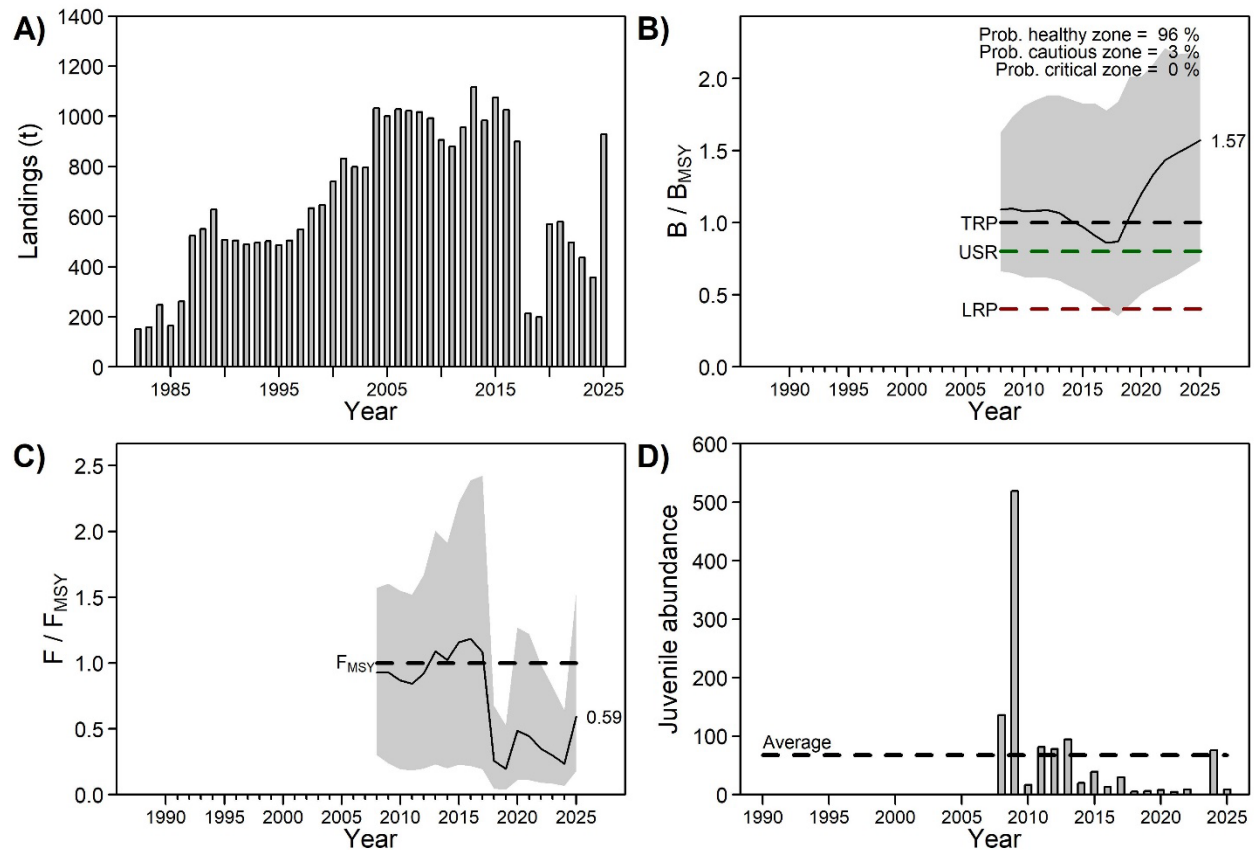 A)
1400
1200
1000
800
600
400
200
0
Landings (t)
1985
1995
2005
2015
2025
Year
B)
Prob. healthy zone = 96 %
Prob. cautious zone = 3 %
Prob. critical zone = 0 %
2.0
1.5
1.0
0.5
0.0
B / BMSY
1.57
TRP
USR
LRP
1990
1995
2000
2005
2010
2015
2020
2025
Year
C)
2.5
2.0
1.5
1.0
0.5
0.0
F / FMSY
FMSY
0.59
1990
1995
2000
2005
2010
2015
2020
2025
Year
D)
600
500
400
300
200
100
0
Juvenile abundance
Average
1990
1995
2000
2005
2010
2015
2020
2025
Year